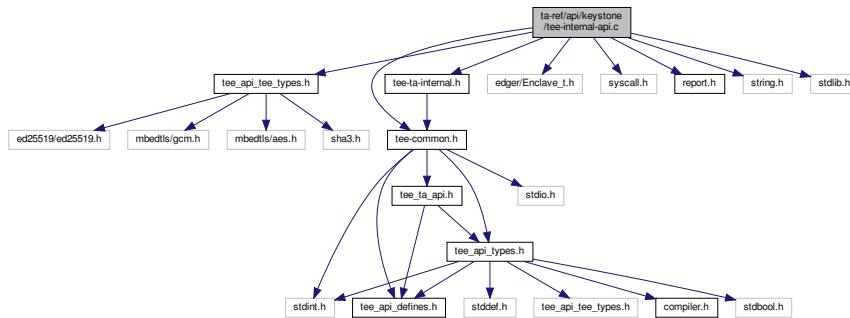 ta-ref/api/keystone
/tee-internal-api.c
tee_api_tee_types.h
tee-ta-internal.h
edger/Enclave_t.h
syscall.h
report.h
string.h
stdlib.h
ed25519/ed25519.h
mbedtls/gcm.h
mbedtls/aes.h
sha3.h
tee-common.h
tee_ta_api.h
stdio.h
tee_api_types.h
stdint.h
tee_api_defines.h
stddef.h
tee_api_tee_types.h
compiler.h
stdbool.h